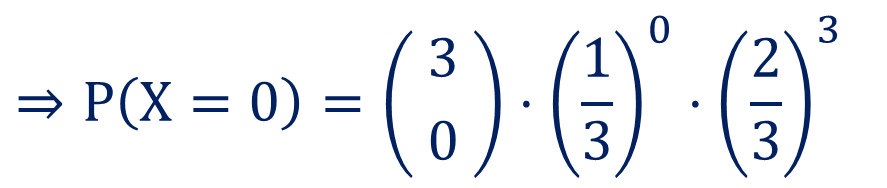 ⇒ P(X = 0) = (3 0) · (1/3)^0 · (2/3)^3